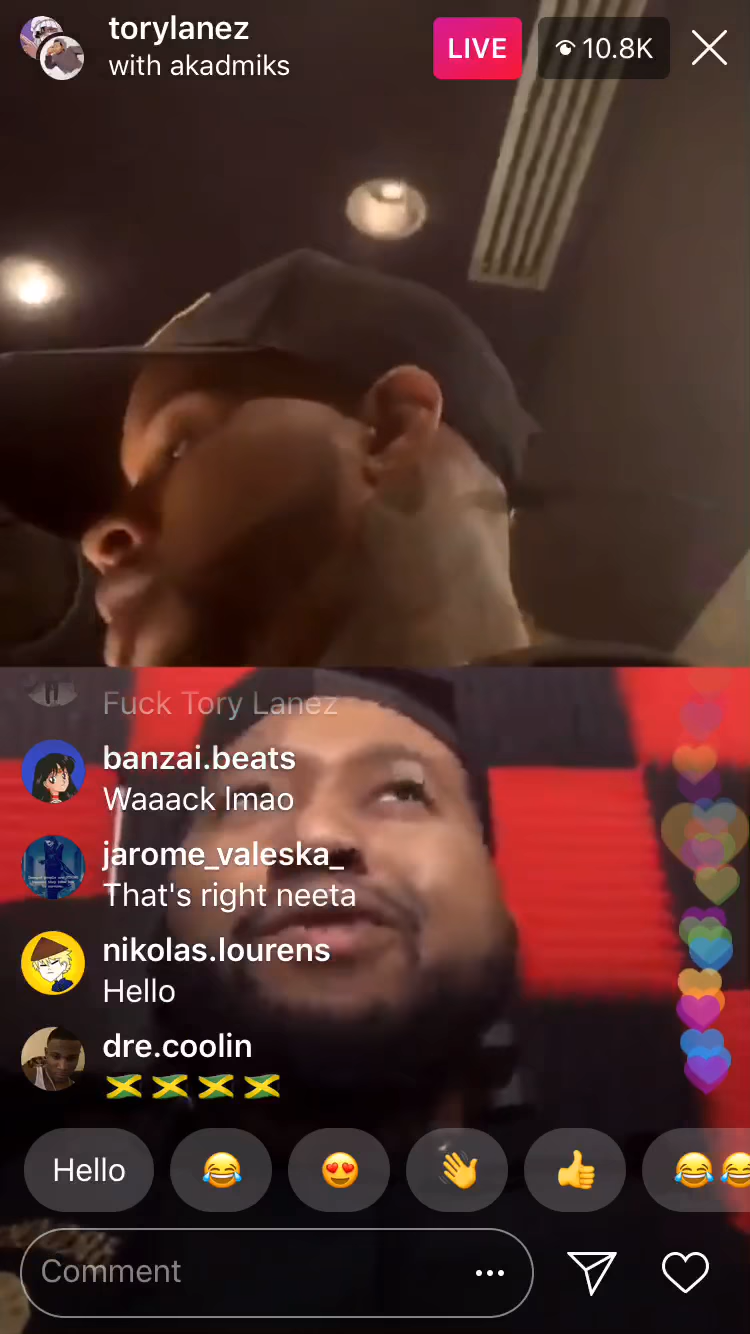 torylanez
with akadmiks
LIVE
10.8K
Fuck Tory Lanez
banzai.beats
Waaack lmao
jarome_valeska_
That's right neeta
nikolas.lourens
Hello
dre.coolin
🇯🇲 🇯🇲 🇯🇲 🇯🇲
Hello 😂 😍 👋 👍 😂😂
Comment